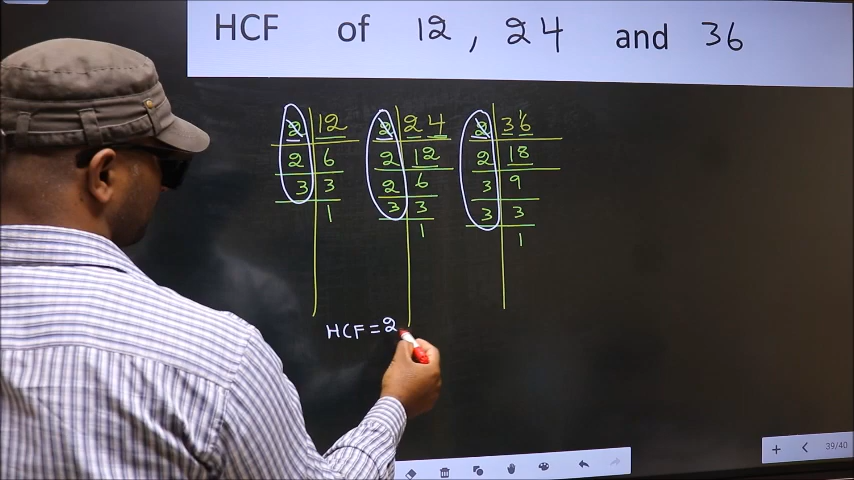 HCF of 12, 24 and 36
2 12 2 24 2 36
2 6 2 12 2 18
3 3 2 6 3 9
1 3 3 3 3
1 1
HCF = 2
39/40